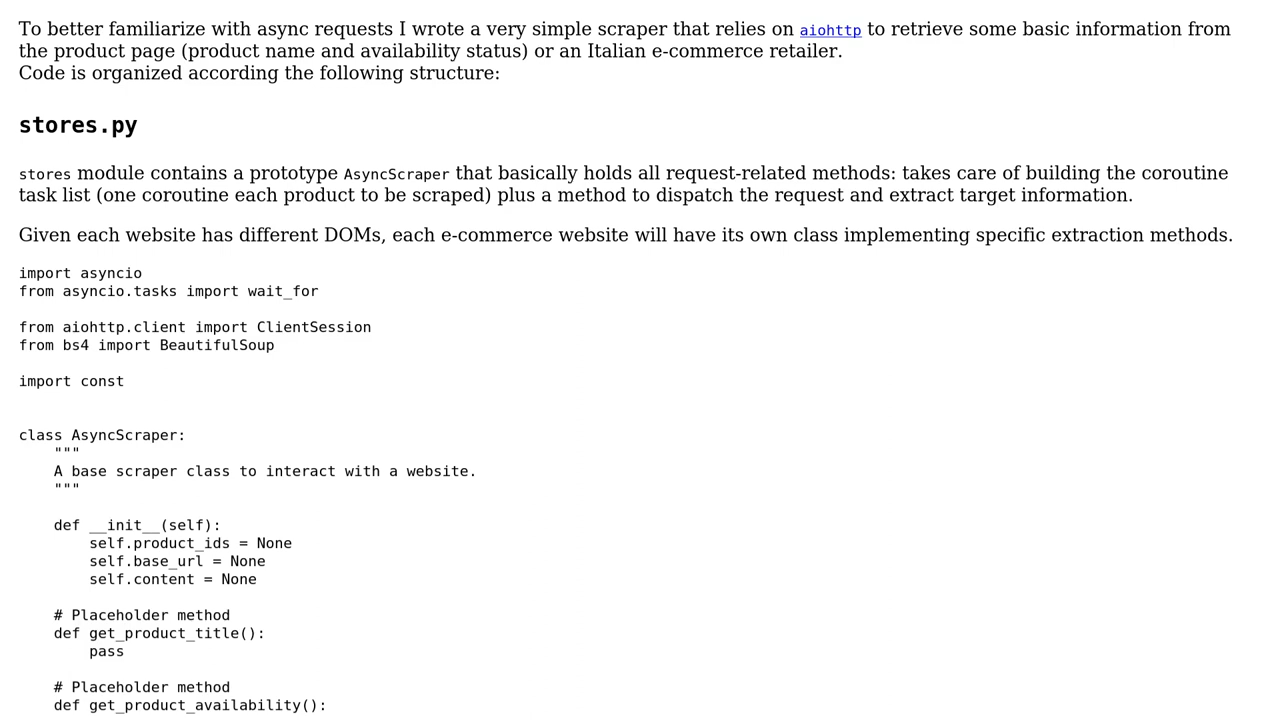 To better familiarize with async requests I wrote a very simple scraper that relies on aiohttp to retrieve some basic information from
the product page (product name and availability status) or an Italian e-commerce retailer.
Code is organized according the following structure:
stores.py
stores module contains a prototype AsyncScraper that basically holds all request-related methods: takes care of building the coroutine
task list (one coroutine each product to be scraped) plus a method to dispatch the request and extract target information.
Given each website has different DOMs, each e-commerce website will have its own class implementing specific extraction methods.
import asyncio
from asyncio.tasks import wait_for
from aiohttp.client import ClientSession
from bs4 import BeautifulSoup
import const
class AsyncScraper:
    """
    A base scraper class to interact with a website.
    """
    def __init__(self):
        self.product_ids = None
        self.base_url = None
        self.content = None
    # Placeholder method
    def get_product_title():
        pass
    # Placeholder method
    def get_product_availability():